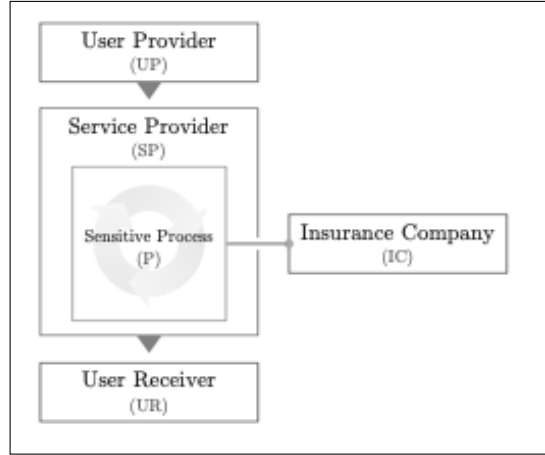 User Provider
(UP)
Service Provider
(SP)
Sensitive Process
(P)
Insurance Company
(IC)
User Receiver
(UR)